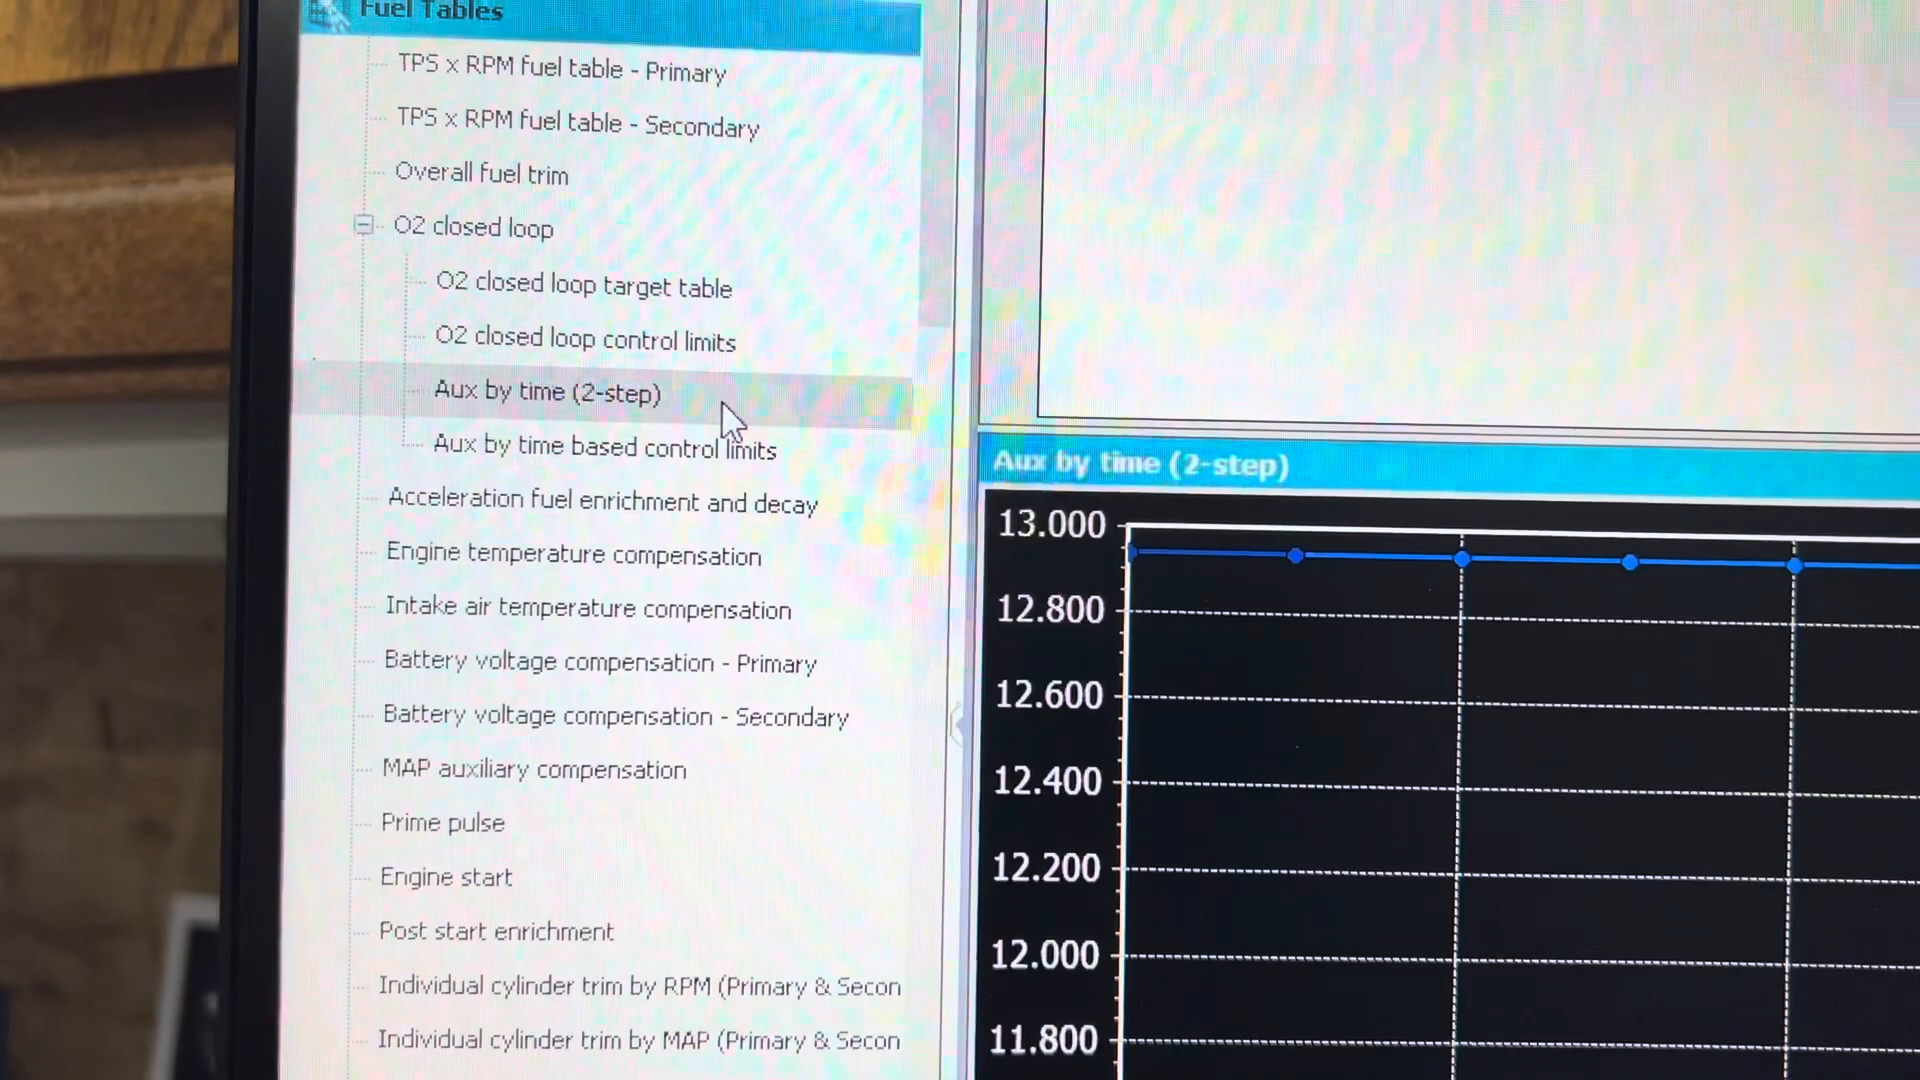 Fuel Tables
TPS x RPM fuel table - Primary
TPS x RPM fuel table - Secondary
Overall fuel trim
O2 closed loop
O2 closed loop target table
O2 closed loop control limits
Aux by time (2-step)
Aux by time based control limits
Acceleration fuel enrichment and decay
Engine temperature compensation
Intake air temperature compensation
Battery voltage compensation - Primary
Battery voltage compensation - Secondary
MAP auxiliary compensation
Prime pulse
Engine start
Post start enrichment
Individual cylinder trim by RPM (Primary & Secon
Individual cylinder trim by MAP (Primary & Secon
Aux by time (2-step)
13.000
12.800
12.600
12.400
12.200
12.000
11.800